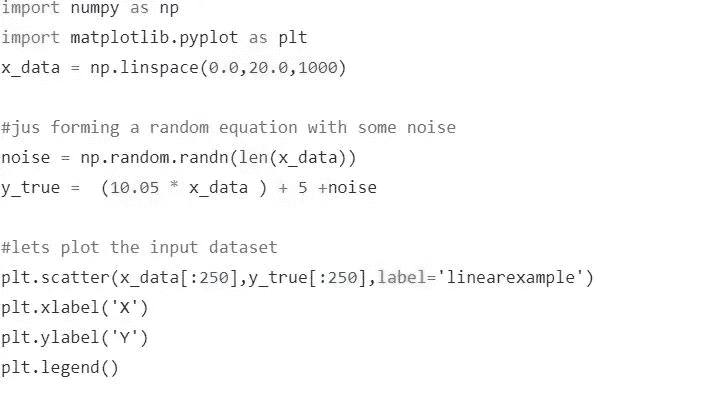 import numpy as np
import matplotlib.pyplot as plt
x_data = np.linspace(0.0,20.0,1000)
#jus forming a random equation with some noise
noise = np.random.randn(len(x_data))
y_true =  (10.05 * x_data ) + 5 +noise
#lets plot the input dataset
plt.scatter(x_data[:250],y_true[:250],label='linearexample')
plt.xlabel('X')
plt.ylabel('Y')
plt.legend()